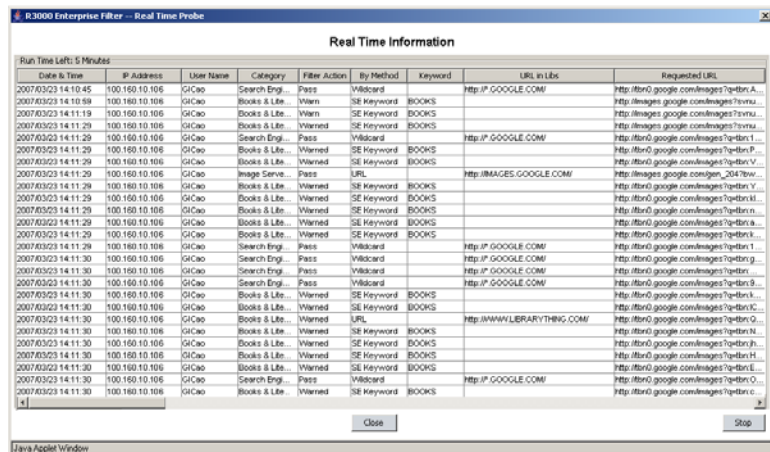 R3000 Enterprise Filter -- Real Time Probe
Real Time Information
Run Time Left: 5 Minutes
Date & Time IP Address User Name Category Filter Action By Method Keyword URL in Libs Requested URL
2007/03/23 14:10:45 100.160.10.106 GICao Search Engi... Pass Wildcard http://*.GOOGLE.COM/ http://tbn0.google.com/images?q=tbn:A...
2007/03/23 14:10:59 100.160.10.106 GICao Books & Lite... Warn SE Keyword BOOKS http://images.google.com/images?svnu...
2007/03/23 14:11:19 100.160.10.106 GICao Books & Lite... Warn SE Keyword BOOKS http://images.google.com/images?svnu...
2007/03/23 14:11:29 100.160.10.106 GICao Books & Lite... Warned SE Keyword BOOKS http://images.google.com/images?svnu...
2007/03/23 14:11:29 100.160.10.106 GICao Search Engi... Pass Wildcard http://*.GOOGLE.COM/ http://tbn0.google.com/images?q=tbn:1...
2007/03/23 14:11:29 100.160.10.106 GICao Books & Lite... Warned SE Keyword BOOKS http://tbn0.google.com/images?q=tbn:P...
2007/03/23 14:11:29 100.160.10.106 GICao Books & Lite... Warned SE Keyword BOOKS http://tbn0.google.com/images?q=tbn:V...
2007/03/23 14:11:29 100.160.10.106 GICao Image Serve... Pass URL http://IMAGES.GOOGLE.COM/ http://images.google.com/gen_204?bw...
2007/03/23 14:11:29 100.160.10.106 GICao Books & Lite... Warned SE Keyword BOOKS http://tbn0.google.com/images?q=tbn:Y...
2007/03/23 14:11:29 100.160.10.106 GICao Books & Lite... Warned SE Keyword BOOKS http://tbn0.google.com/images?q=tbn:kl...
2007/03/23 14:11:29 100.160.10.106 GICao Books & Lite... Warned SE Keyword BOOKS http://tbn0.google.com/images?q=tbn:n...
2007/03/23 14:11:29 100.160.10.106 GICao Books & Lite... Warned SE Keyword BOOKS http://tbn0.google.com/images?q=tbn:a...
2007/03/23 14:11:29 100.160.10.106 GICao Books & Lite... Warned SE Keyword BOOKS http://tbn0.google.com/images?q=tbn:k...
2007/03/23 14:11:29 100.160.10.106 GICao Search Engi... Pass Wildcard http://*.GOOGLE.COM/ http://tbn0.google.com/images?q=tbn:1...
2007/03/23 14:11:30 100.160.10.106 GICao Search Engi... Pass Wildcard http://*.GOOGLE.COM/ http://tbn0.google.com/images?q=tbn:g...
2007/03/23 14:11:30 100.160.10.106 GICao Search Engi... Pass Wildcard http://*.GOOGLE.COM/ http://tbn0.google.com/images?q=tbn:...
2007/03/23 14:11:30 100.160.10.106 GICao Search Engi... Pass Wildcard http://*.GOOGLE.COM/ http://tbn0.google.com/images?q=tbn:9...
2007/03/23 14:11:30 100.160.10.106 GICao Books & Lite... Warned SE Keyword BOOKS http://tbn0.google.com/images?q=tbn:k...
2007/03/23 14:11:30 100.160.10.106 GICao Books & Lite... Warned SE Keyword BOOKS http://tbn0.google.com/images?q=tbn:IC...
2007/03/23 14:11:30 100.160.10.106 GICao Books & Lite... Warned URL http://WWW.LIBRARYTHING.COM/ http://tbn0.google.com/images?q=tbn:Q...
2007/03/23 14:11:30 100.160.10.106 GICao Books & Lite... Warned SE Keyword BOOKS http://tbn0.google.com/images?q=tbn:N...
2007/03/23 14:11:30 100.160.10.106 GICao Books & Lite... Warned SE Keyword BOOKS http://tbn0.google.com/images?q=tbn:jh...
2007/03/23 14:11:30 100.160.10.106 GICao Books & Lite... Warned SE Keyword BOOKS http://tbn0.google.com/images?q=tbn:H...
2007/03/23 14:11:30 100.160.10.106 GICao Books & Lite... Warned SE Keyword BOOKS http://tbn0.google.com/images?q=tbn:E...
2007/03/23 14:11:30 100.160.10.106 GICao Search Engi... Pass Wildcard http://*.GOOGLE.COM/ http://tbn0.google.com/images?q=tbn:O...
2007/03/23 14:11:30 100.160.10.106 GICao Books & Lite... Warned SE Keyword BOOKS http://tbn0.google.com/images?q=tbn:c...
Close Stop
Java Applet Window